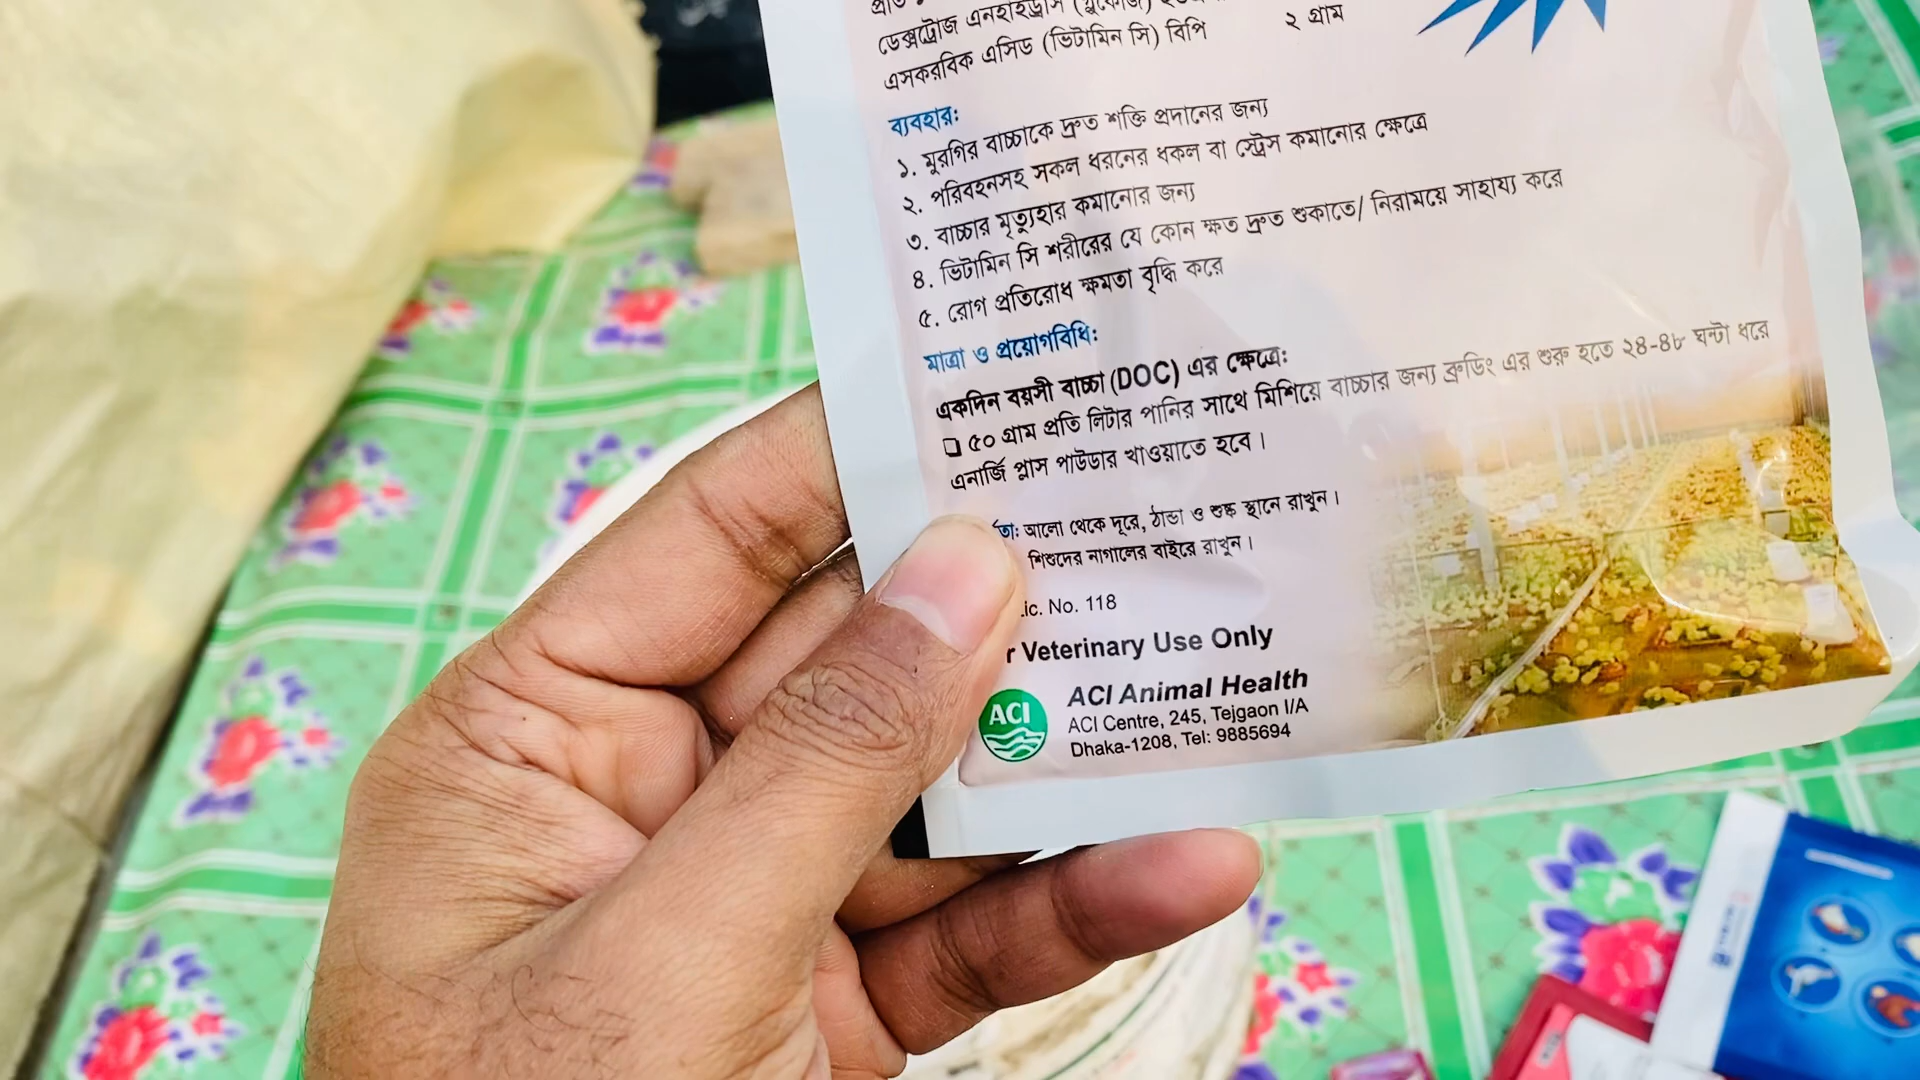 ডেক্সট্রোজ এনহাইড্রাস (গ্লুকোজ)
এসকরবিক এসিড (ভিটামিন সি) বিপি ২ গ্রাম
ব্যবহার:
১. মুরগির বাচ্চাকে দ্রুত শক্তি প্রদানের জন্য
২. পরিবহনসহ সকল ধরনের ধকল বা স্ট্রেস কমানোর ক্ষেত্রে
৩. বাচ্চার মৃত্যুহার কমানোর জন্য
৪. ভিটামিন সি শরীরের যে কোন ক্ষত দ্রুত শুকাতে/ নিরাময়ে সাহায্য করে
৫. রোগ প্রতিরোধ ক্ষমতা বৃদ্ধি করে
মাত্রা ও প্রয়োগবিধি:
একদিন বয়সী বাচ্চা (DOC) এর ক্ষেত্রে:
❑ ৫০ গ্রাম প্রতি লিটার পানির সাথে মিশিয়ে বাচ্চার জন্য ব্রুডিং এর শুরু হতে ২৪-৪৮ ঘন্টা ধরে
এনার্জি প্লাস পাউডার খাওয়াতে হবে।
র্তা: আলো থেকে দূরে, ঠান্ডা ও শুষ্ক স্থানে রাখুন।
শিশুদের নাগালের বাইরে রাখুন।
.ic. No. 118
r Veterinary Use Only
ACI
ACI Animal Health
ACI Centre, 245, Tejgaon I/A
Dhaka-1208, Tel: 9885694